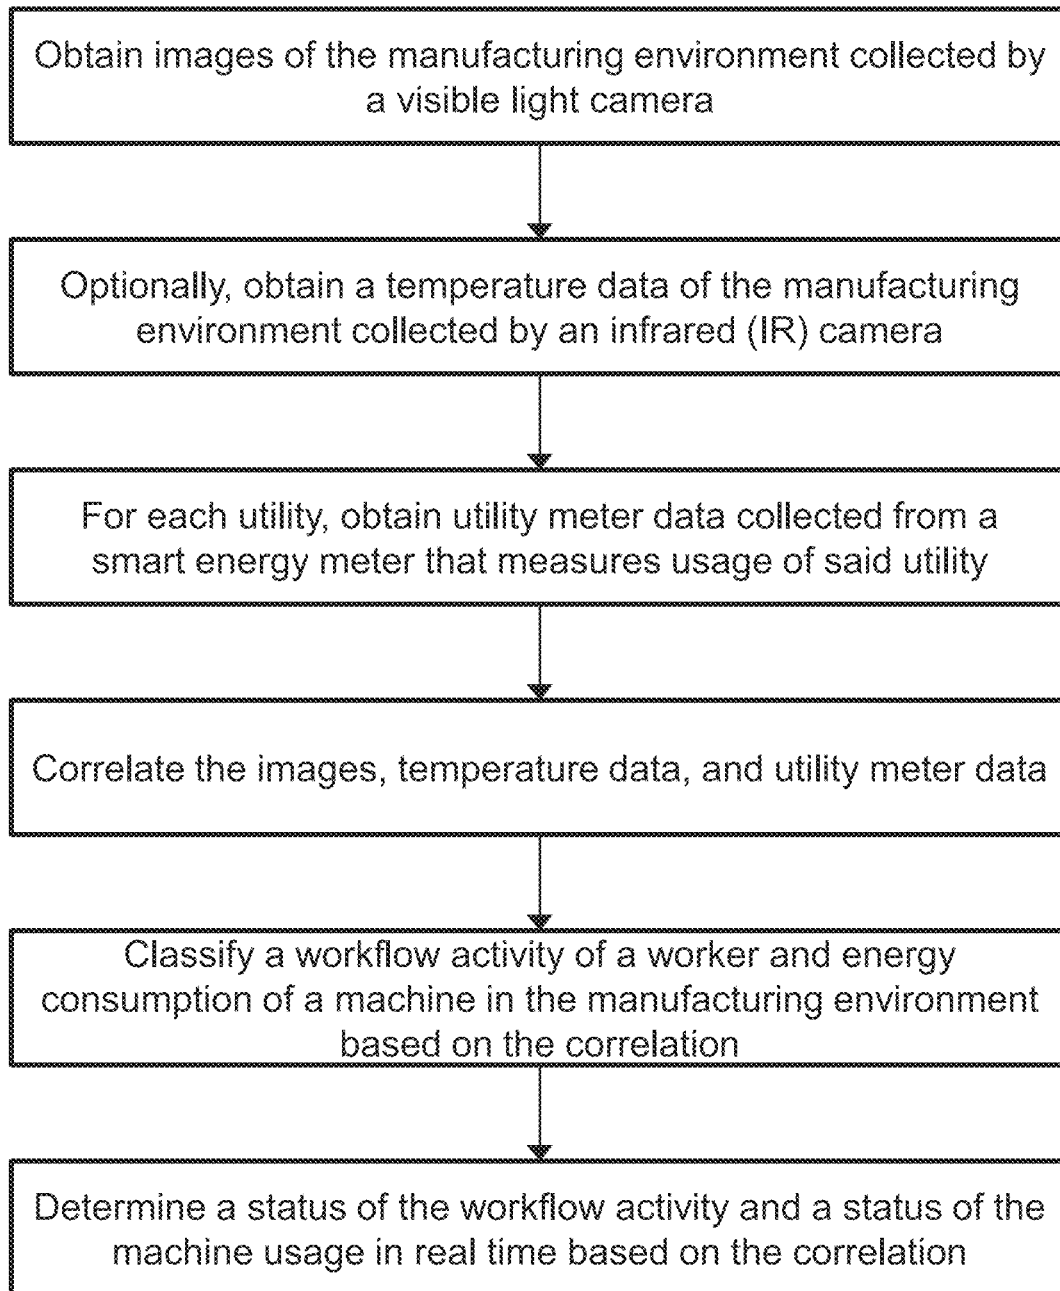 Obtain images of the manufacturing environment collected by
a visible light camera
Optionally, obtain a temperature data of the manufacturing
environment collected by an infrared (IR) camera
For each utility, obtain utility meter data collected from a
smart energy meter that measures usage of said utility
Correlate the images, temperature data, and utility meter data
Classify a workflow activity of a worker and energy
consumption of a machine in the manufacturing environment
based on the correlation
Determine a status of the workflow activity and a status of the
machine usage in real time based on the correlation